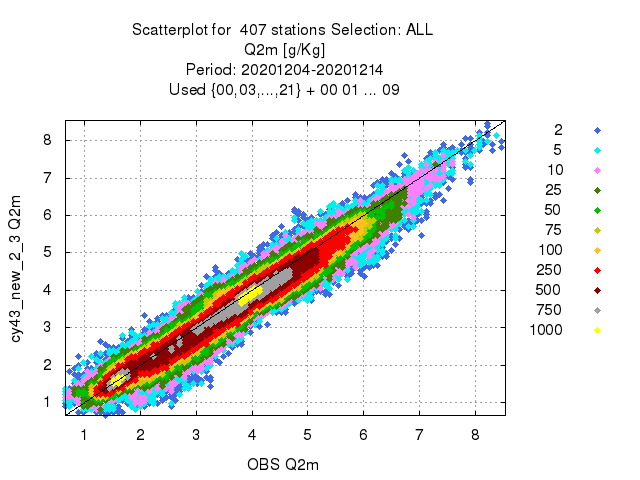 Scatterplot for 407 stations Selection: ALL
Q2m [g/Kg]
Period: 20201204-20201214
Used {00,03,...,21} + 00 01 ... 09
8
7
6
5
4
3
2
1
cy43_new_2_3 Q2m
1 2 3 4 5 6 7 8
OBS Q2m
2
5
10
25
50
75
100
250
500
750
1000